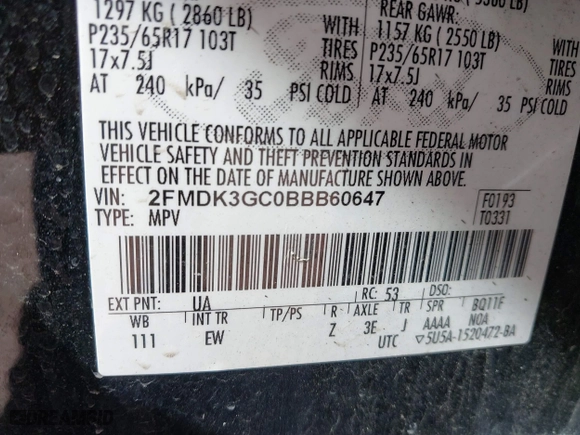 1297 KG ( 2860 LB) REAR GAWR:
P235/65R17 103T TIRES 1157 KG ( 2550 LB)
17x7.5J RIMS P235/65R17 103T TIRES
AT 240 kPa/ 35 PSI COLD 17x7.5J RIMS
AT 240 kPa/ 35 PSI COLD
THIS VEHICLE CONFORMS TO ALL APPLICABLE FEDERAL MOTOR
VEHICLE SAFETY AND THEFT PREVENTION STANDARDS IN
EFFECT ON THE DATE OF MANUFACTURE SHOWN ABOVE.
VIN: 2FMDK3GC0BBB60647 F0193
TYPE: MPV T0331
EXT PNT: UA RC: 53 DSO:
WB INT TR TP/PS R AXLE TR SPR BQ11F
111 EW Z 3E J AAAA NOA
UTC ▽5U5A-1520472-BA